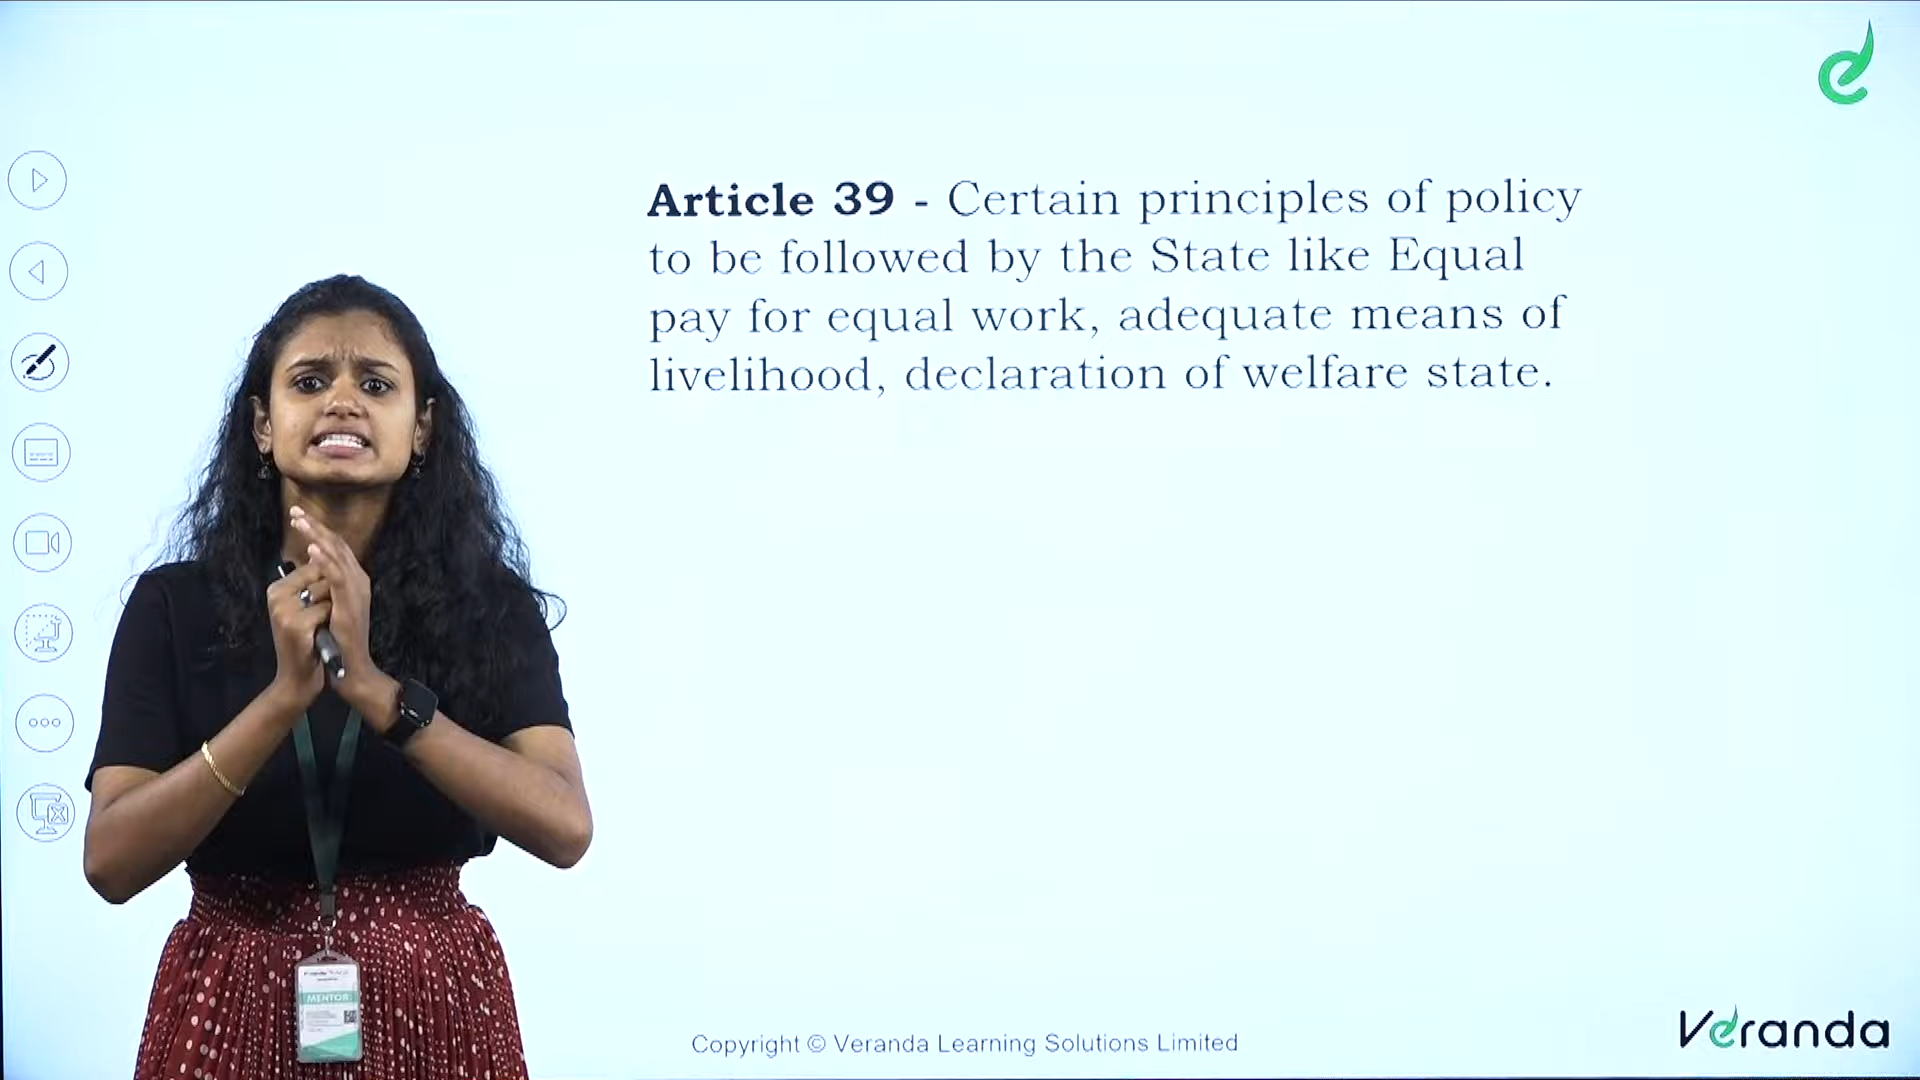 Article 39 - Certain principles of policy
to be followed by the State like Equal
pay for equal work, adequate means of
livelihood, declaration of welfare state.
MENTOR
Copyright © Veranda Learning Solutions Limited
Veranda